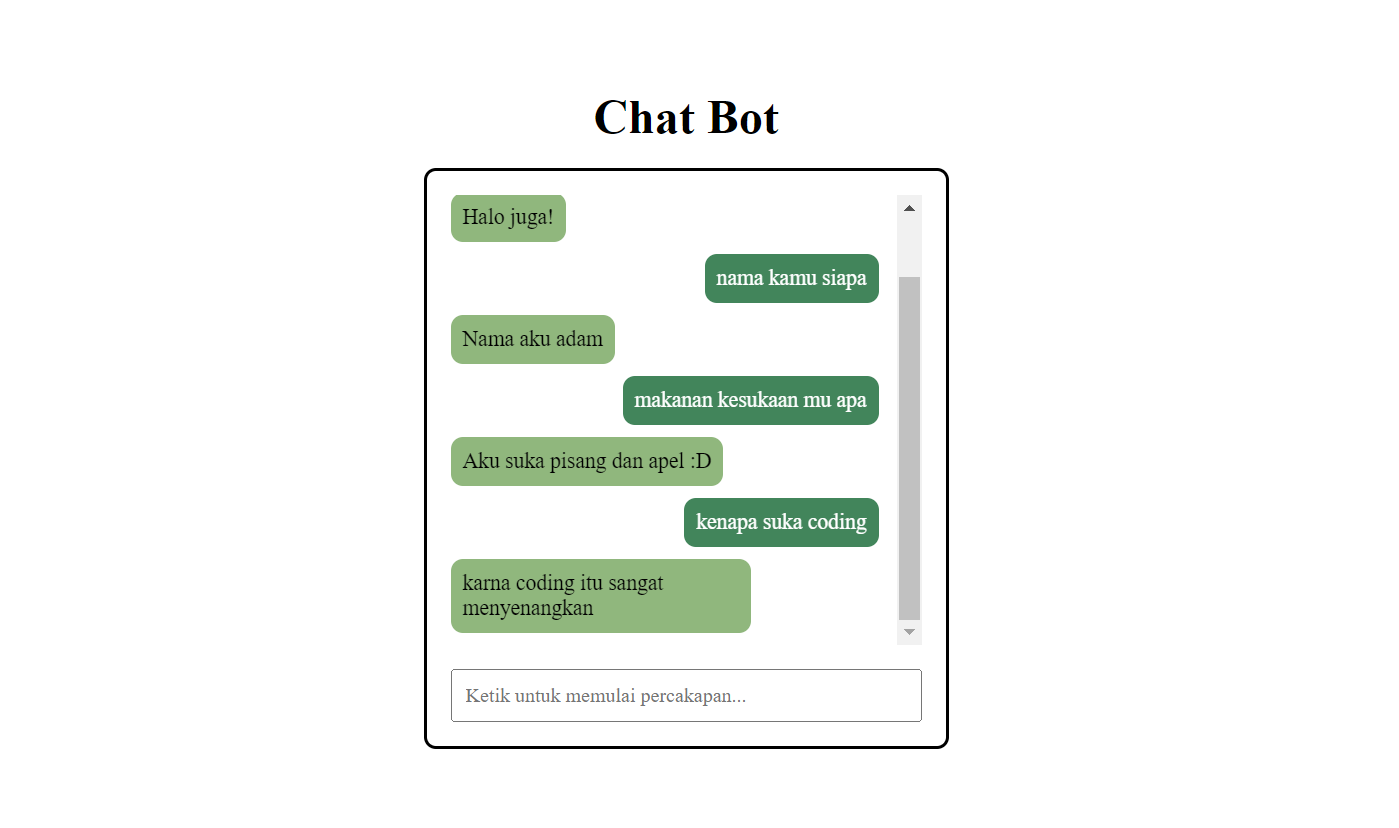 Chat Bot
Halo juga!
nama kamu siapa
Nama aku adam
makanan kesukaan mu apa
Aku suka pisang dan apel :D
kenapa suka coding
karna coding itu sangat
menyenangkan
Ketik untuk memulai percakapan...